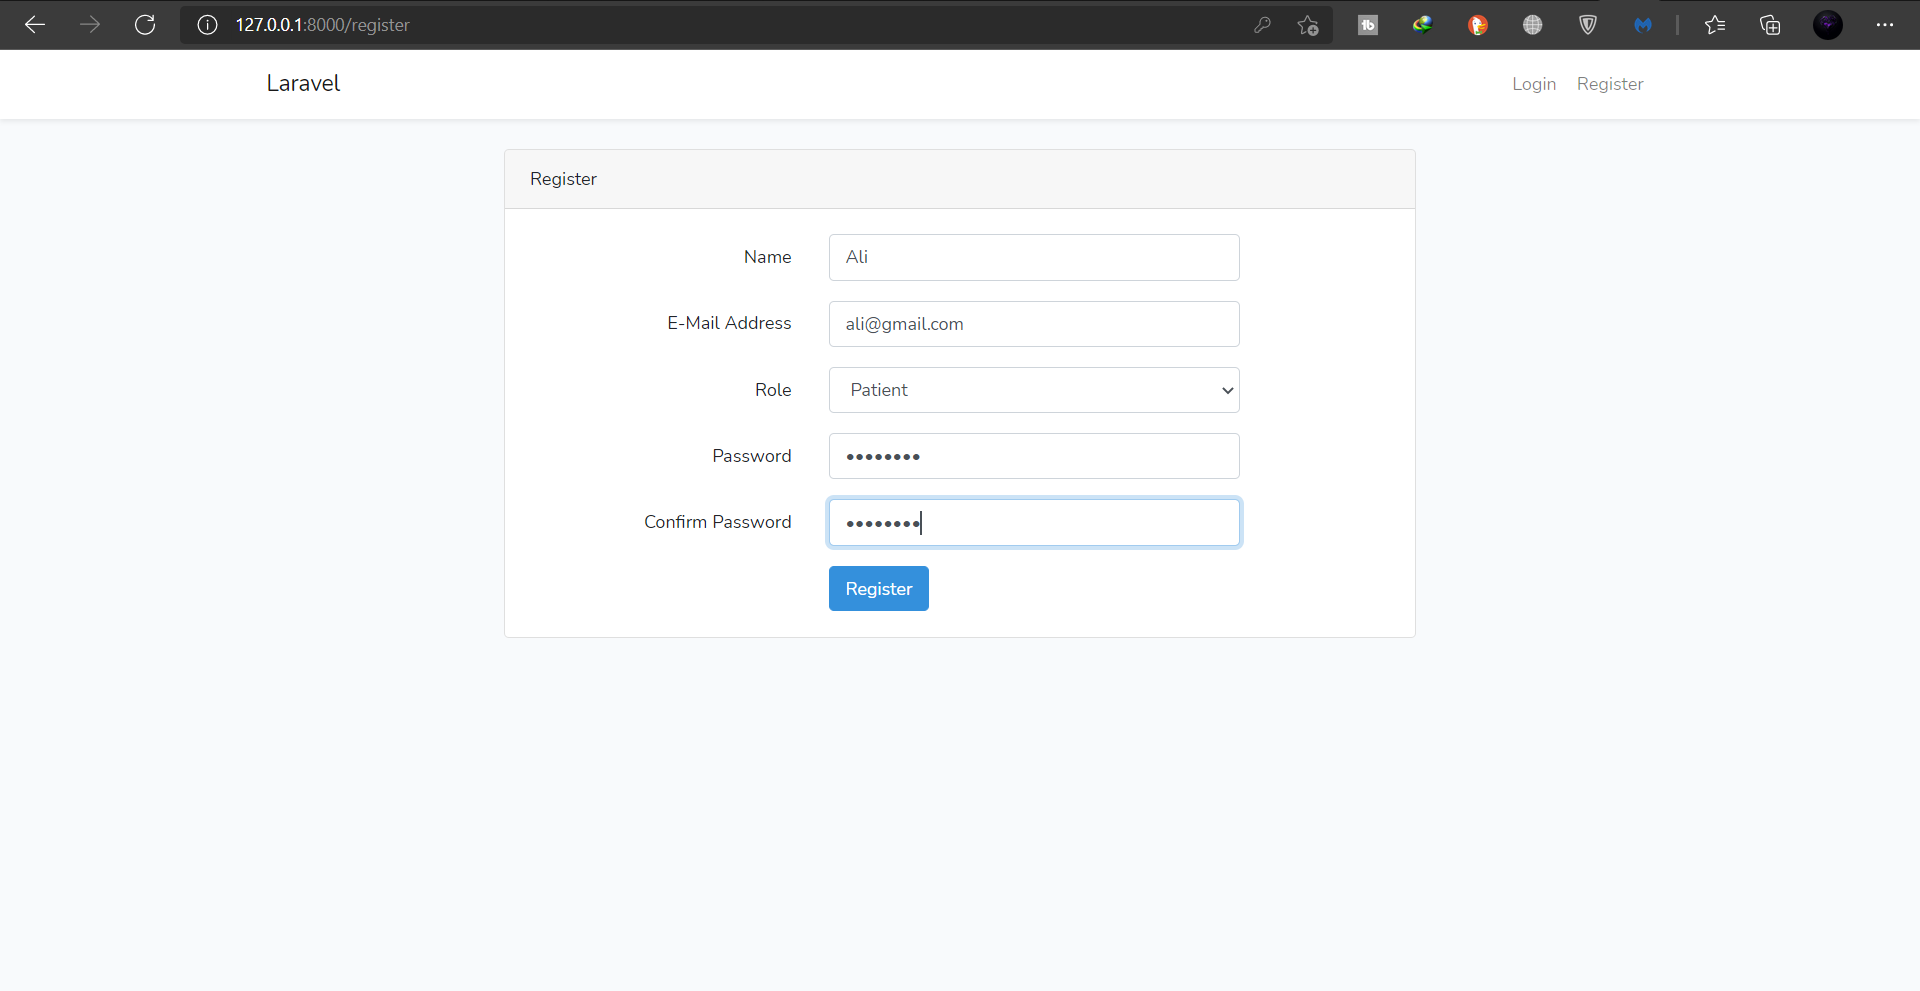 127.0.0.1:8000/register
tb
Laravel
Login Register
Register
Name Ali
E-Mail Address ali@gmail.com
Role Patient
Password ••••••••
Confirm Password ••••••••
Register